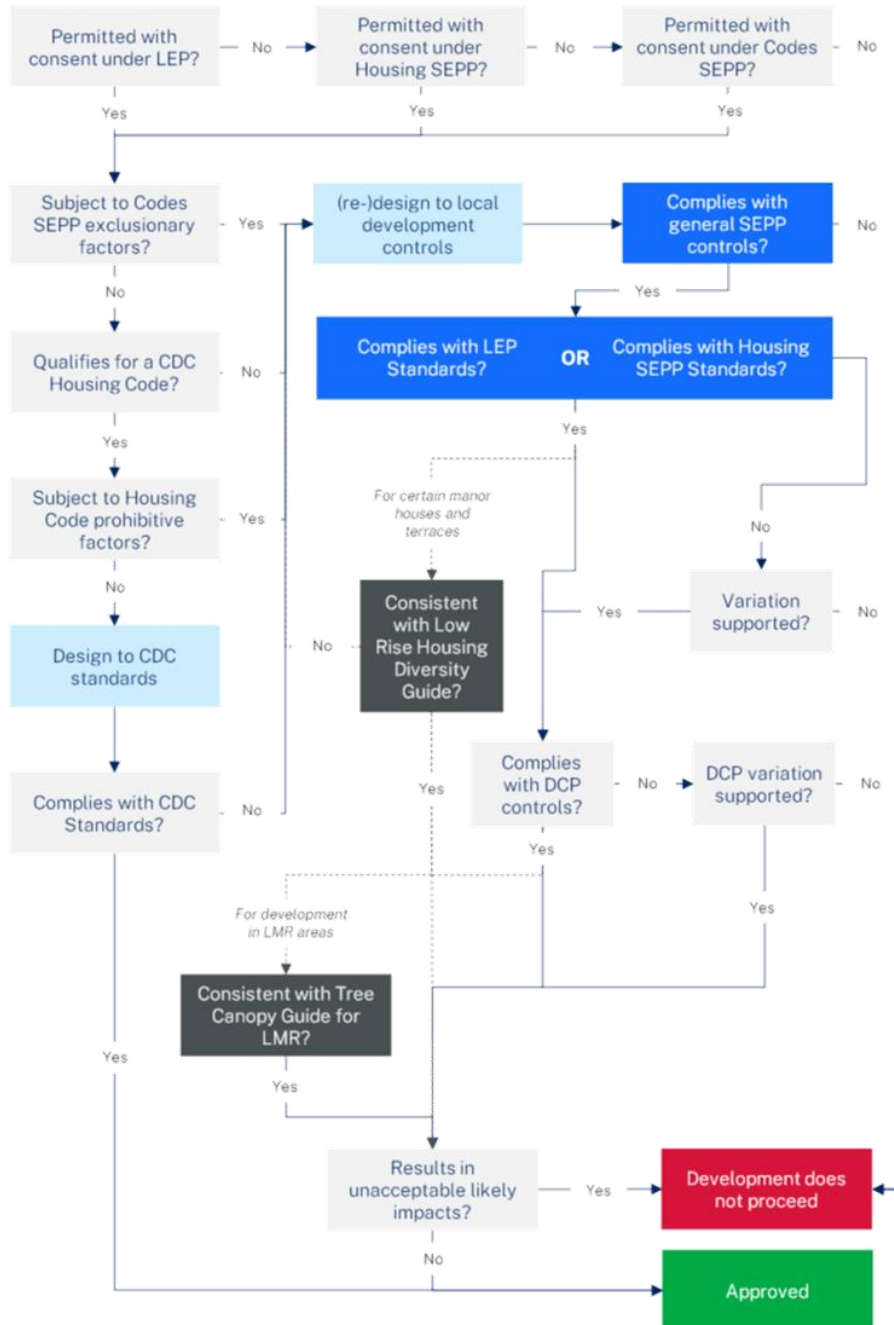 Permitted with
consent under LEP?
No
Permitted with
consent under
Housing SEPP?
No
Permitted with
consent under Codes
SEPP?
No
Yes
Yes
Yes
Subject to Codes
SEPP exclusionary
factors?
Yes
(re-)design to local
development
controls
Complies with
general SEPP
controls?
No
No
Yes
Qualifies for a CDC
Housing Code?
No
Complies with LEP
Standards?
OR
Complies with Housing
SEPP Standards?
Yes
Yes
Subject to Housing
Code prohibitive
factors?
Yes
For certain manor
houses and
terraces
No
No
Consistent
with Low
Rise Housing
Diversity
Guide?
No
Yes
Variation
supported?
No
Design to CDC
standards
Complies with CDC
Standards?
No
Yes
Complies
with DCP
controls?
No
DCP variation
supported?
No
Yes
Yes
For development
in LMR areas
Consistent with Tree
Canopy Guide for
LMR?
Yes
Yes
Results in
unacceptable likely
impacts?
Yes
Development does
not proceed
No
Approved